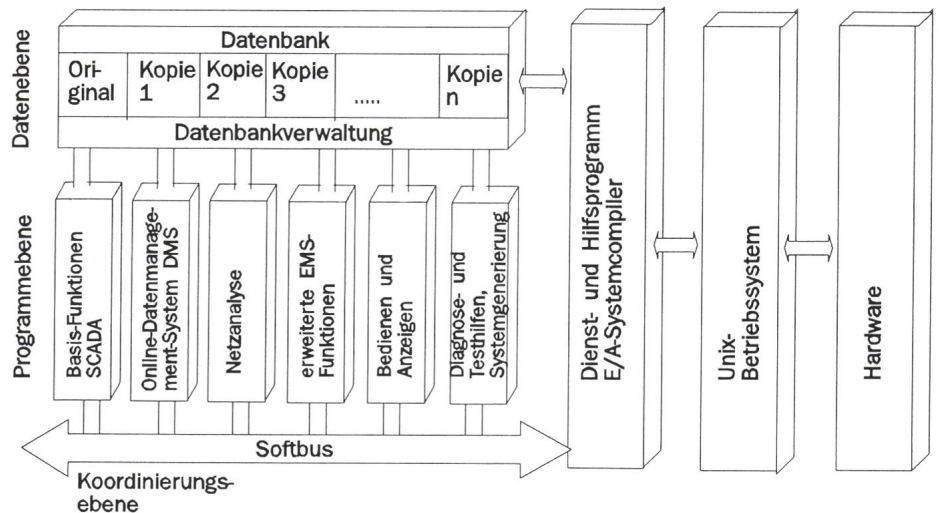 Datenebene
Datenbank
Ori-
ginal
Kopie
1
Kopie
2
Kopie
3
.....
Kopie
n
Datenbankverwaltung
Programmebene
Basis-Funktionen
SCADA
Online-Datenmanage-
ment-System DMS
Netzanalyse
erweiterte EMS-
Funktionen
Bedienen und
Anzeigen
Diagnose- und
Testhilfen,
Systemgenerierung
Softbus
Koordinierungs-
ebene
Dienst- und Hilfsprogramm
E/A-Systemcompiler
Unix-
Betriebssystem
Hardware